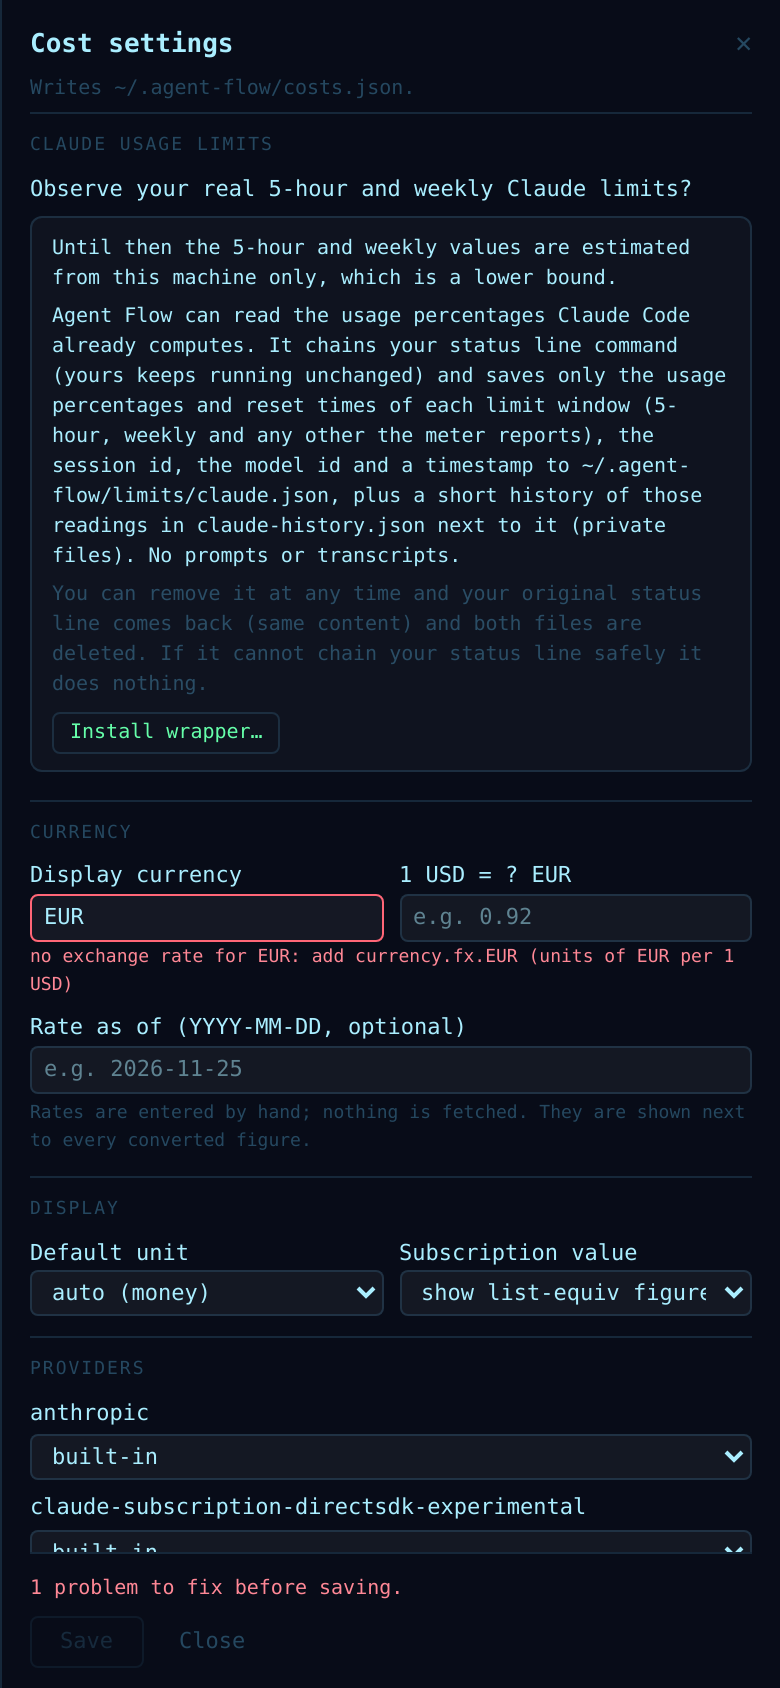 Cost settings
×
Writes ~/.agent-flow/costs.json.
CLAUDE USAGE LIMITS
Observe your real 5-hour and weekly Claude limits?
Until then the 5-hour and weekly values are estimated
from this machine only, which is a lower bound.
Agent Flow can read the usage percentages Claude Code
already computes. It chains your status line command
(yours keeps running unchanged) and saves only the usage
percentages and reset times of each limit window (5-
hour, weekly and any other the meter reports), the
session id, the model id and a timestamp to ~/.agent-
flow/limits/claude.json, plus a short history of those
readings in claude-history.json next to it (private
files). No prompts or transcripts.
You can remove it at any time and your original status
line comes back (same content) and both files are
deleted. If it cannot chain your status line safely it
does nothing.
Install wrapper…
CURRENCY
Display currency
1 USD = ? EUR
EUR
e.g. 0.92
no exchange rate for EUR: add currency.fx.EUR (units of EUR per 1
USD)
Rate as of (YYYY-MM-DD, optional)
e.g. 2026-11-25
Rates are entered by hand; nothing is fetched. They are shown next
to every converted figure.
DISPLAY
Default unit
Subscription value
auto (money)
show list-equiv figure
PROVIDERS
anthropic
built-in
claude-subscription-directsdk-experimental
built-in
1 problem to fix before saving.
Save
Close